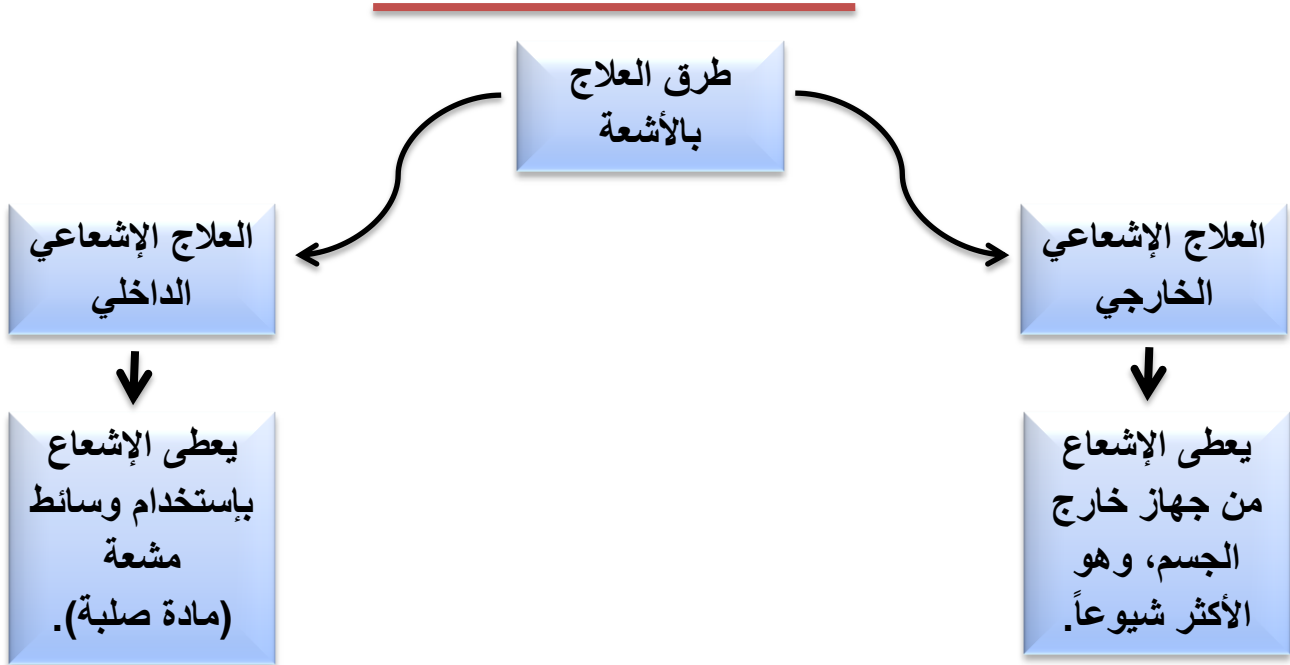 طرق العلاج
بالأشعة
العلاج الإشعاعي
الخارجي
العلاج الإشعاعي
الداخلي
يعطى الإشعاع
من جهاز خارج
الجسم، وهو
الأكثر شيوعاً.
يعطى الإشعاع
بإستخدام وسائط
مشعة
(مادة صلبة).